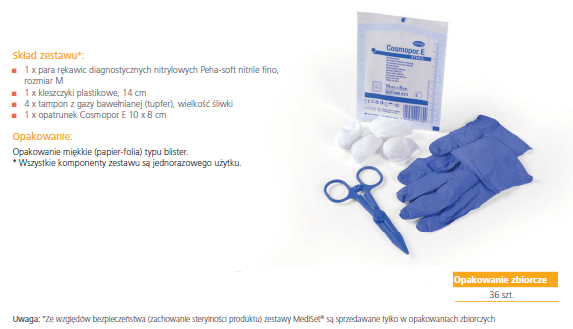 Skład zestawu*:
1 x para rękawic diagnostycznych nitrylowych Peha-soft nitrile fino,
rozmiar M
1 x kleszczyki plastikowe, 14 cm
4 x tampon z gazy bawełnianej (tupfer), wielkość śliwki
1 x opatrunek Cosmopor E 10 x 8 cm
Opakowanie:
Opakowanie miękkie (papier-folia) typu blister.
* Wszystkie komponenty zestawu są jednorazowego użytku.
Cosmopor E
Opakowanie zbiorcze
36 szt.
Uwaga: "Ze względów bezpieczeństwa (zachowanie sterylności produktu) zestawy MediSet® są sprzedawane tylko w opakowaniach zbiorczych